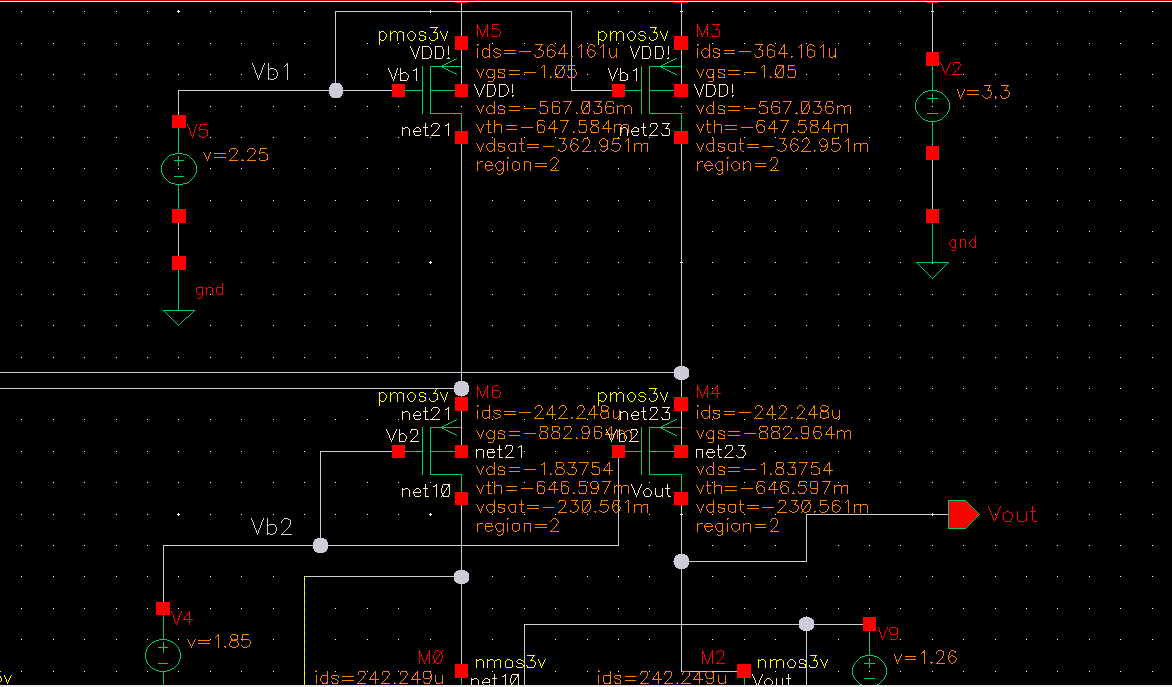 pmos3v
M5
VDD!
ids=-364.161u
vgs=-1.05
Vb1
VDD!
vds=-567.036m
vth=-647.584m
net21
vdsat=-362.951m
region=2
pmos3v
M3
VDD!
ids=-364.161u
vgs=-1.05
Vb1
VDD!
vds=-567.036m
vth=-647.584m
net23
vdsat=-362.951m
region=2
V2
v=3.3
gnd
Vb1
V5
v=2.25
gnd
pmos3v
M6
net21
ids=-242.248u
vgs=-882.964m
Vb2
net21
vds=-1.83754
vth=-646.597m
net10
vdsat=-230.561m
region=2
pmos3v
M4
net23
ids=-242.248u
vgs=-882.964m
Vb2
net23
vds=-1.83754
vth=-646.597m
Vout
vdsat=-230.561m
region=2
Vout
Vb2
V4
v=1.85
V9
v=1.26
M0
nmos3v
ids=242.249u
net10
M2
nmos3v
ids=242.249u
Vout